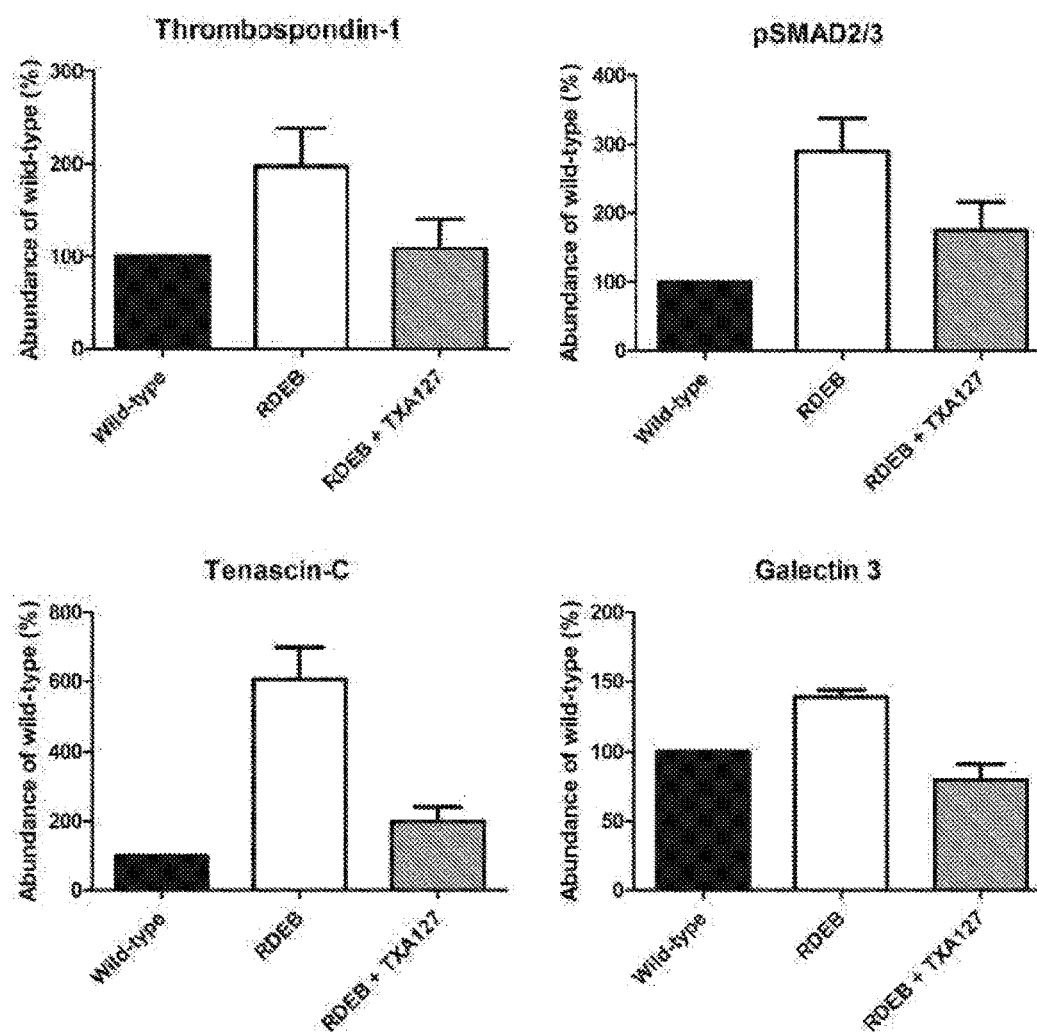 Thrombospondin-1
Abundance of wild-type (%)
300
200
100
0
Wild-type
RDEB
RDEB + TXA127
pSMAD2/3
Abundance of wild-type (%)
400
300
200
100
0
Wild-type
RDEB
RDEB + TXA127
Tenascin-C
Abundance of wild-type (%)
800
600
400
200
0
Wild-type
RDEB
RDEB + TXA127
Galectin 3
Abundance of wild-type (%)
200
150
100
50
0
Wild-type
RDEB
RDEB + TXA127